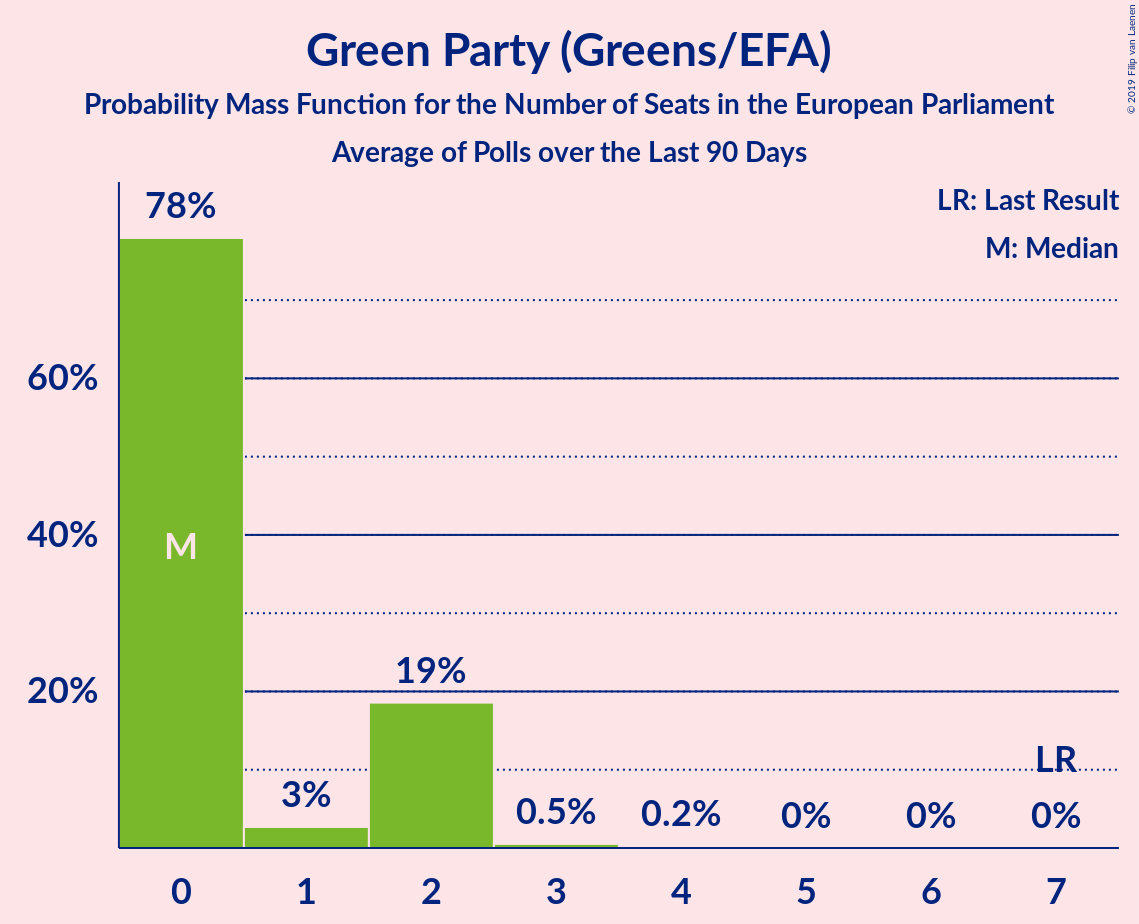 Green Party (Greens/EFA)
Probability Mass Function for the Number of Seats in the European Parliament
Average of Polls over the Last 90 Days
© 2019 Filip van Laenen
LR: Last Result
M: Median
78%
60%
40%
M
19%
20%
LR
3%
0.5%
0.2%
0%
0%
0%
0 1 2 3 4 5 6 7